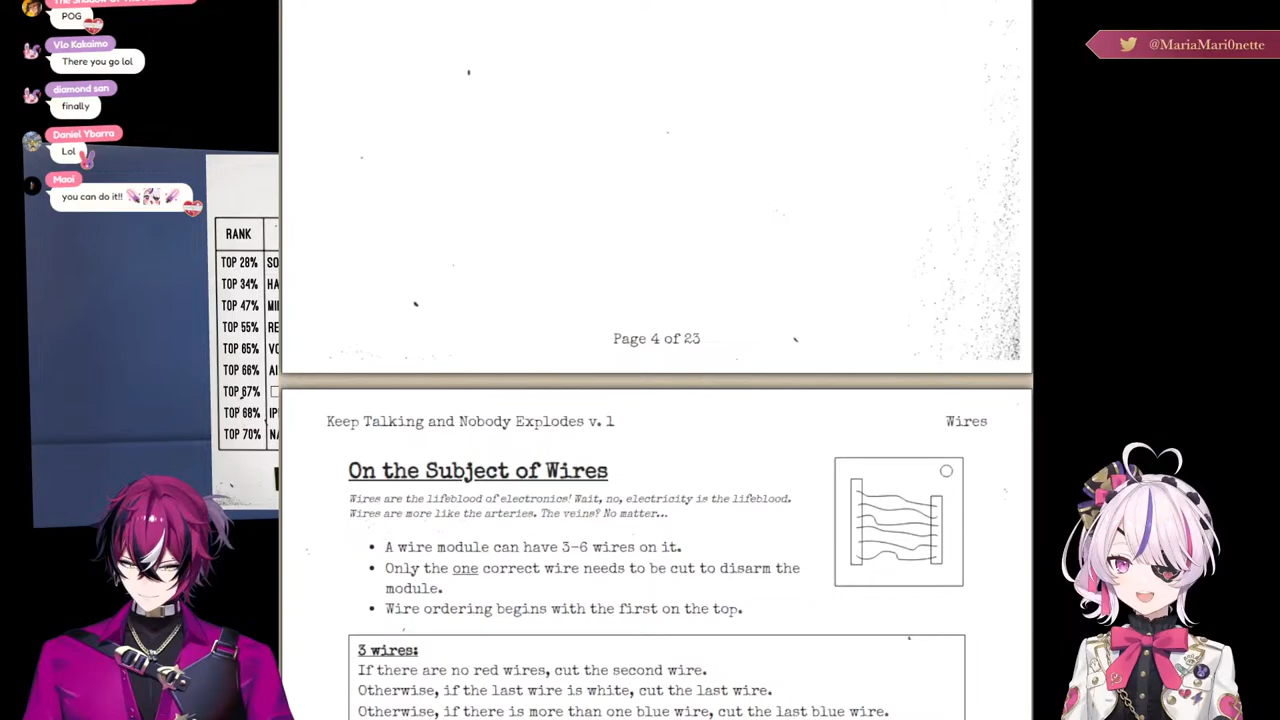 POG
Vlo Kakaimo
There you go lol
diamond san
finally
Daniel Ybarra
Lol
Maoi
you can do it!!
@MariaMari0nette
RANK
TOP 28%
TOP 34%
TOP 47%
TOP 55%
TOP 65%
TOP 66%
TOP 67%
TOP 68%
TOP 70%
Page 4 of 23
Keep Talking and Nobody Explodes v. 1
Wires
On the Subject of Wires
Wires are the lifeblood of electronics! Wait, no, electricity is the lifeblood.
Wires are more like the arteries. The veins? No matter...
• A wire module can have 3-6 wires on it.
• Only the one correct wire needs to be cut to disarm the
module.
• Wire ordering begins with the first on the top.
3 wires:
If there are no red wires, cut the second wire.
Otherwise, if the last wire is white, cut the last wire.
Otherwise, if there is more than one blue wire, cut the last blue wire.